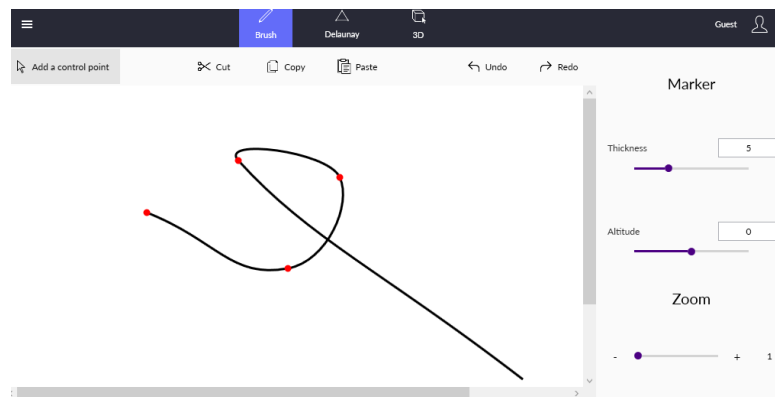 Brush Delaunay 3D Guest
Add a control point Cut Copy Paste Undo Redo
Marker
Thickness 5
Altitude 0
Zoom
- + 1